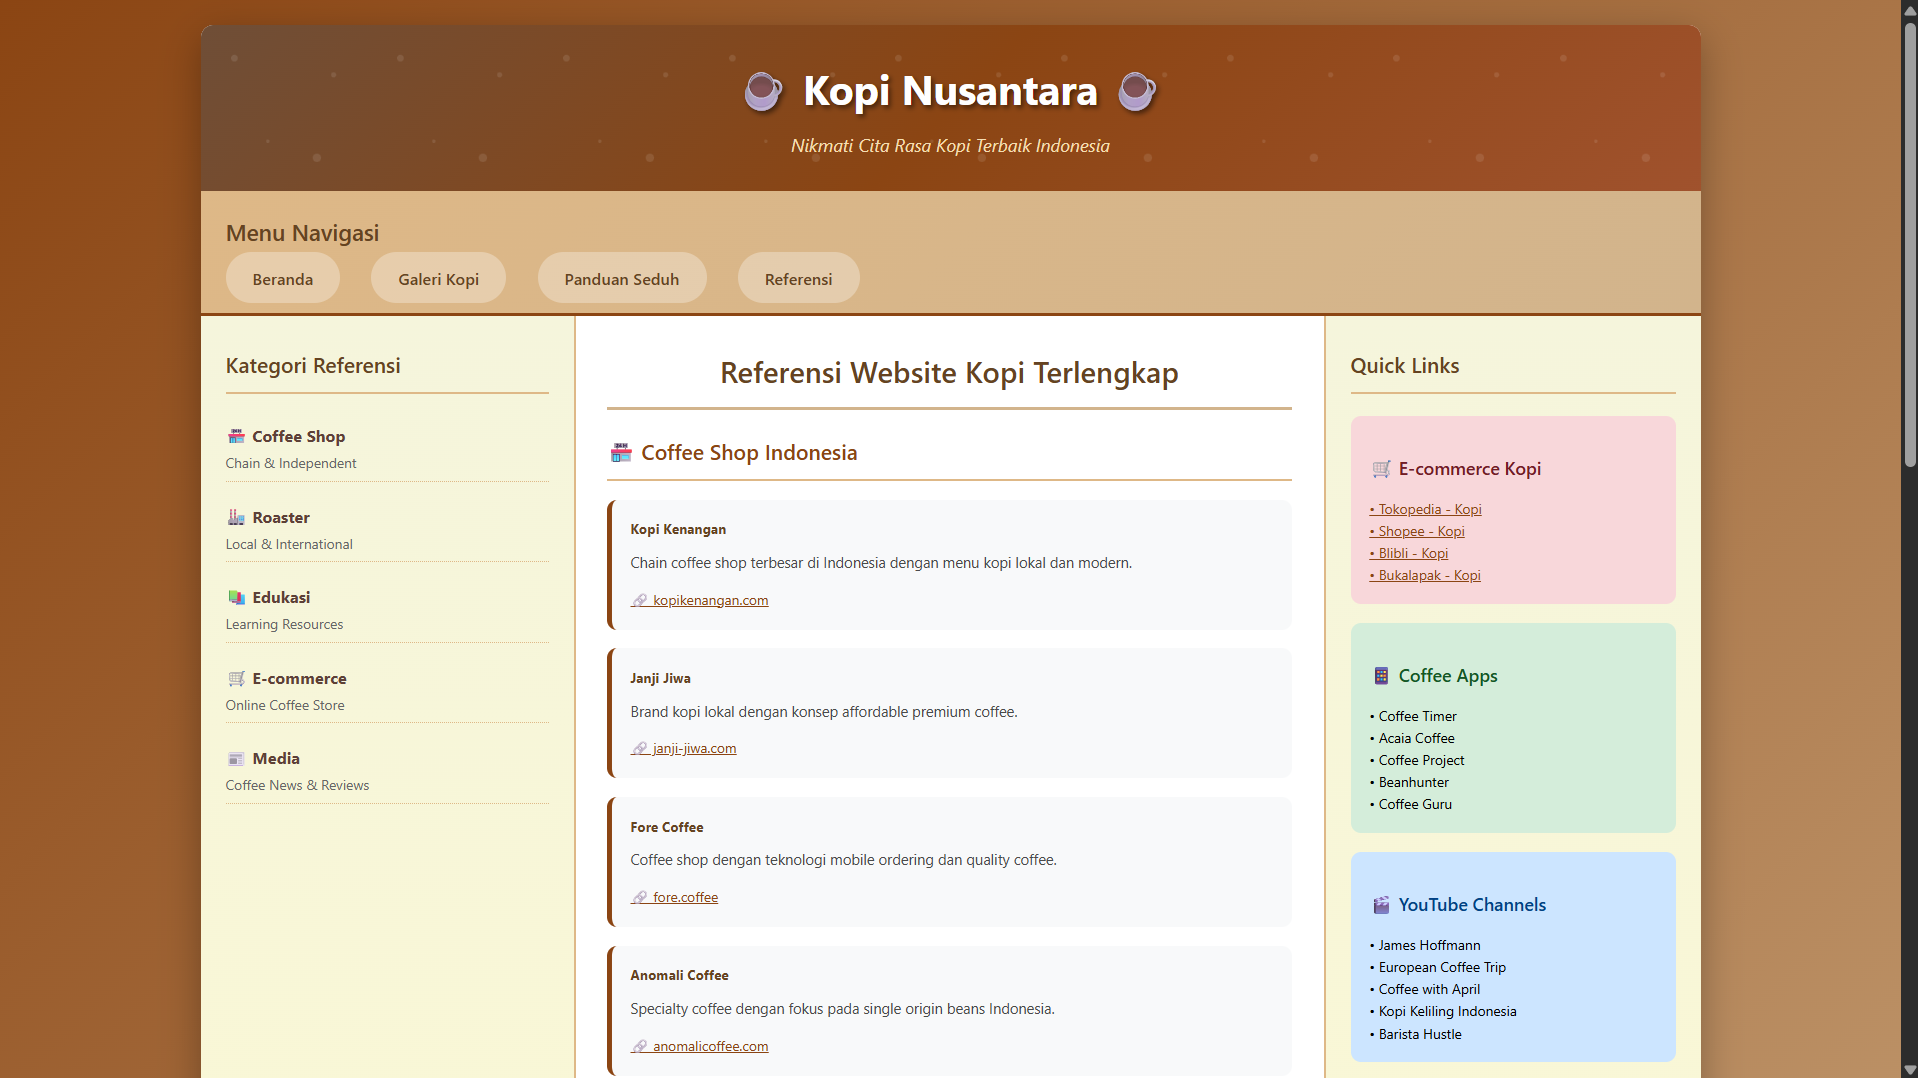 Kopi Nusantara
Nikmati Cita Rasa Kopi Terbaik Indonesia
Menu Navigasi
Beranda
Galeri Kopi
Panduan Seduh
Referensi
Kategori Referensi
Coffee Shop
Chain & Independent
Roaster
Local & International
Edukasi
Learning Resources
E-commerce
Online Coffee Store
Media
Coffee News & Reviews
Referensi Website Kopi Terlengkap
Coffee Shop Indonesia
Kopi Kenangan
Chain coffee shop terbesar di Indonesia dengan menu kopi lokal dan modern.
kopikenangan.com
Janji Jiwa
Brand kopi lokal dengan konsep affordable premium coffee.
janji-jiwa.com
Fore Coffee
Coffee shop dengan teknologi mobile ordering dan quality coffee.
fore.coffee
Anomali Coffee
Specialty coffee dengan fokus pada single origin beans Indonesia.
anomalicoffee.com
Quick Links
E-commerce Kopi
• Tokopedia - Kopi
• Shopee - Kopi
• Blibli - Kopi
• Bukalapak - Kopi
Coffee Apps
• Coffee Timer
• Acaia Coffee
• Coffee Project
• Beanhunter
• Coffee Guru
YouTube Channels
• James Hoffmann
• European Coffee Trip
• Coffee with April
• Kopi Keliling Indonesia
• Barista Hustle